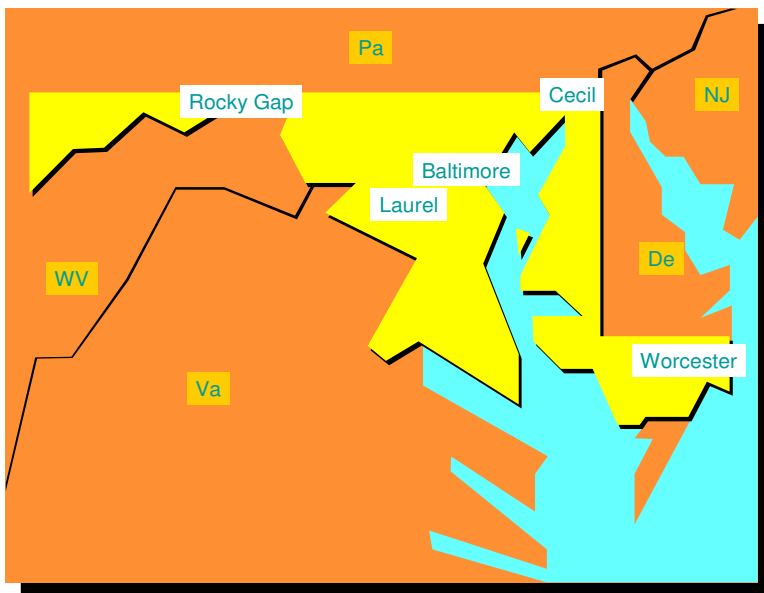 Pa
Rocky Gap
Cecil
NJ
Baltimore
Laurel
De
WV
Worcester
Va